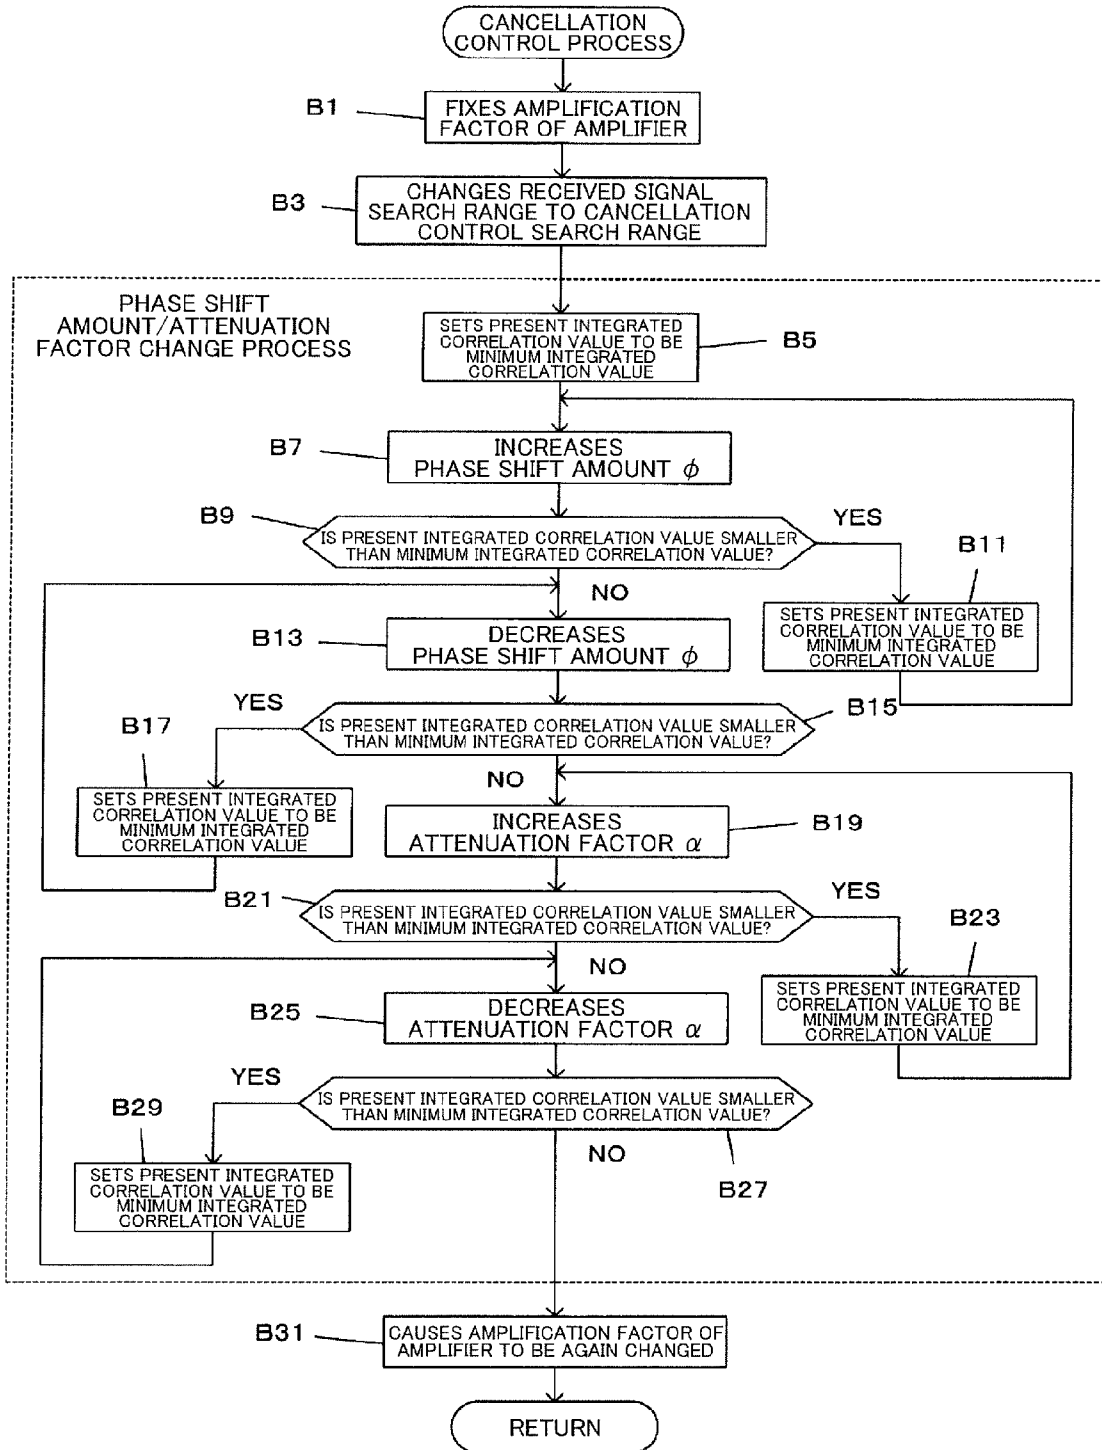 CANCELLATION
CONTROL PROCESS
B1
FIXES AMPLIFICATION
FACTOR OF AMPLIFIER
B3
CHANGES RECEIVED SIGNAL
SEARCH RANGE TO CANCELLATION
CONTROL SEARCH RANGE
PHASE SHIFT
AMOUNT/ATTENUATION
FACTOR CHANGE PROCESS
SETS PRESENT INTEGRATED
CORRELATION VALUE TO BE
MINIMUM INTEGRATED
CORRELATION VALUE
B5
B7
INCREASES
PHASE SHIFT AMOUNT ϕ
B9
IS PRESENT INTEGRATED CORRELATION VALUE SMALLER
THAN MINIMUM INTEGRATED CORRELATION VALUE?
YES
B11
NO
SETS PRESENT INTEGRATED
CORRELATION VALUE TO BE
MINIMUM INTEGRATED
CORRELATION VALUE
B13
DECREASES
PHASE SHIFT AMOUNT ϕ
YES
B15
B17
IS PRESENT INTEGRATED CORRELATION VALUE SMALLER
THAN MINIMUM INTEGRATED CORRELATION VALUE?
NO
SETS PRESENT INTEGRATED
CORRELATION VALUE TO BE
MINIMUM INTEGRATED
CORRELATION VALUE
INCREASES
ATTENUATION FACTOR α
B19
B21
IS PRESENT INTEGRATED CORRELATION VALUE SMALLER
THAN MINIMUM INTEGRATED CORRELATION VALUE?
YES
B23
NO
SETS PRESENT INTEGRATED
CORRELATION VALUE TO BE
MINIMUM INTEGRATED
CORRELATION VALUE
B25
DECREASES
ATTENUATION FACTOR α
YES
IS PRESENT INTEGRATED CORRELATION VALUE SMALLER
THAN MINIMUM INTEGRATED CORRELATION VALUE?
B29
NO
B27
SETS PRESENT INTEGRATED
CORRELATION VALUE TO BE
MINIMUM INTEGRATED
CORRELATION VALUE
B31
CAUSES AMPLIFICATION FACTOR OF
AMPLIFIER TO BE AGAIN CHANGED
RETURN